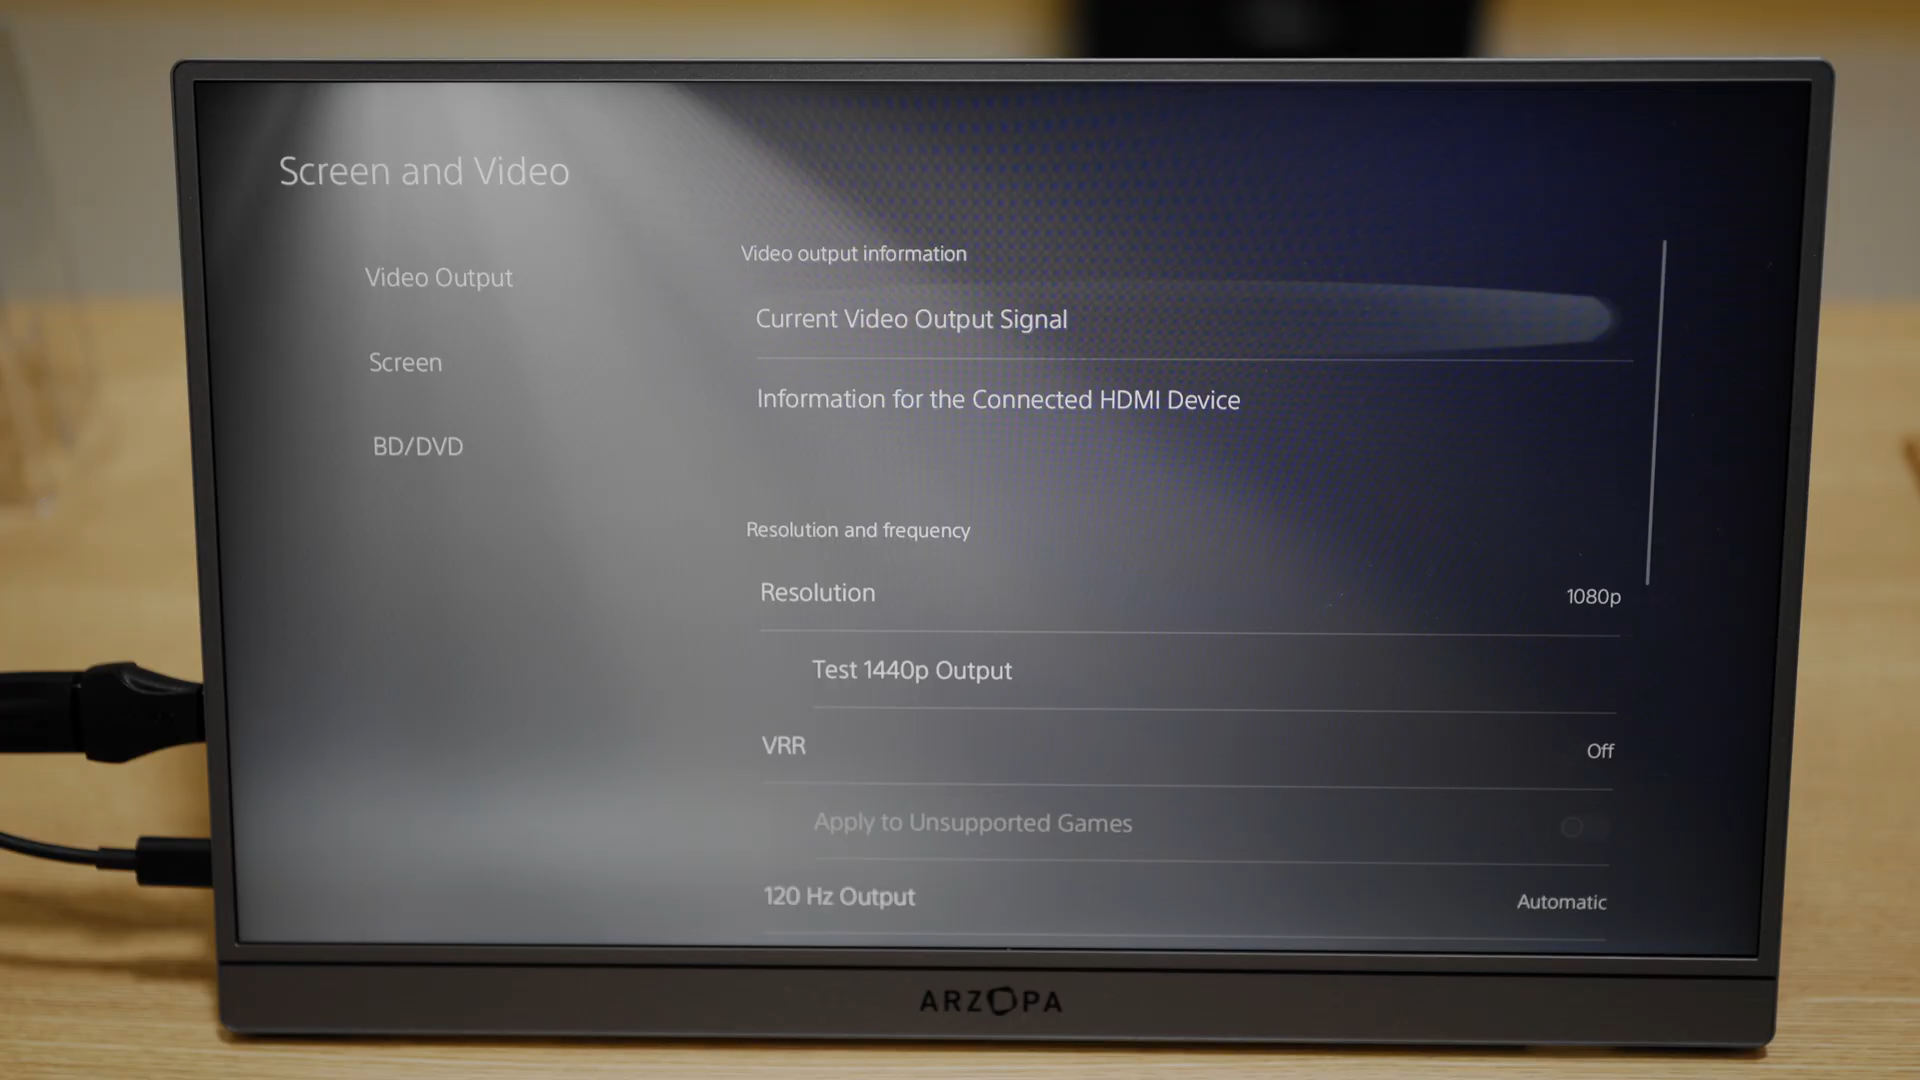 Screen and Video
Video Output
Screen
BD/DVD
Video output information
Current Video Output Signal
Information for the Connected HDMI Device
Resolution and frequency
Resolution 1080p
Test 1440p Output
VRR Off
Apply to Unsupported Games
120 Hz Output Automatic
ARZOPA